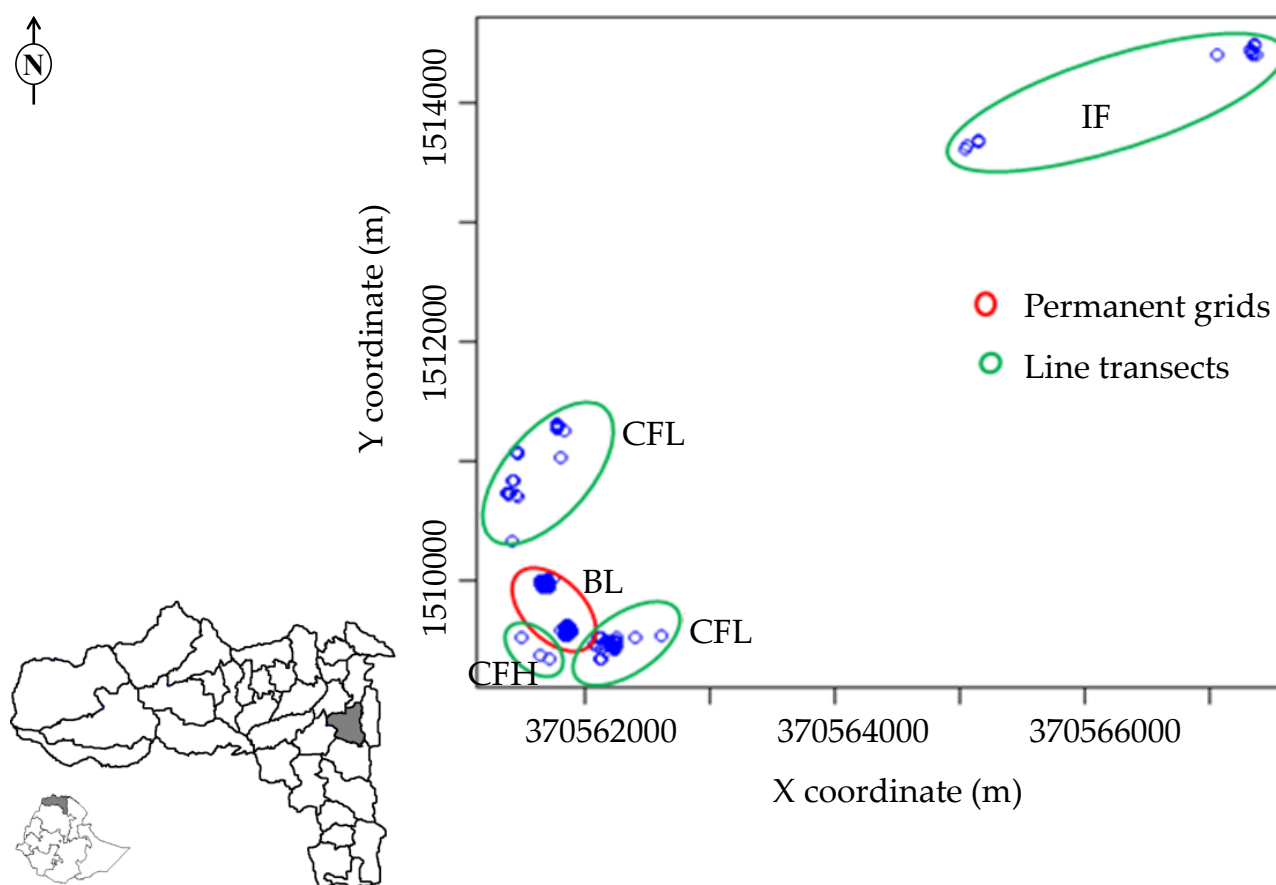 N
1514000
1512000
1510000
Y coordinate (m)
IF
Permanent grids
Line transects
CFL
BL
CFL
CFH
370562000
370564000
370566000
X coordinate (m)